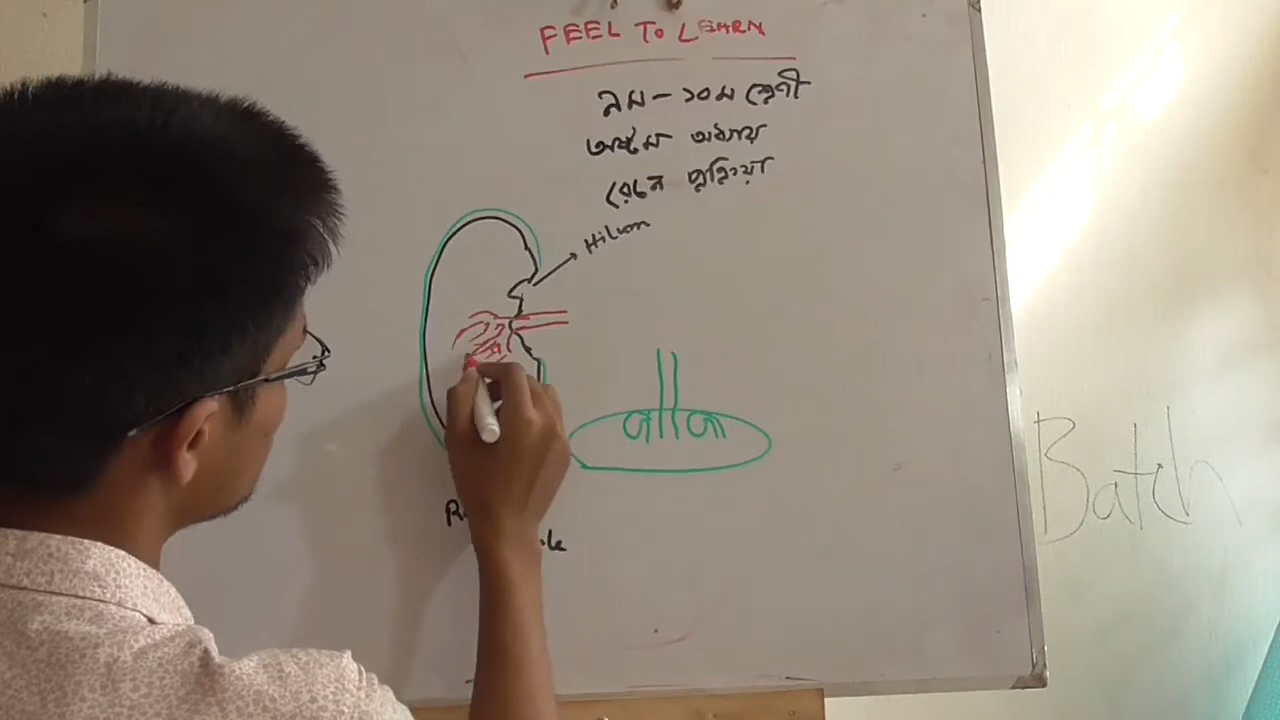 FEEL TO LEARN
৯ম - ১০ম শ্রেণী
অষ্টম অধ্যায়
রেচন প্রক্রিয়া
Hilum
Batch